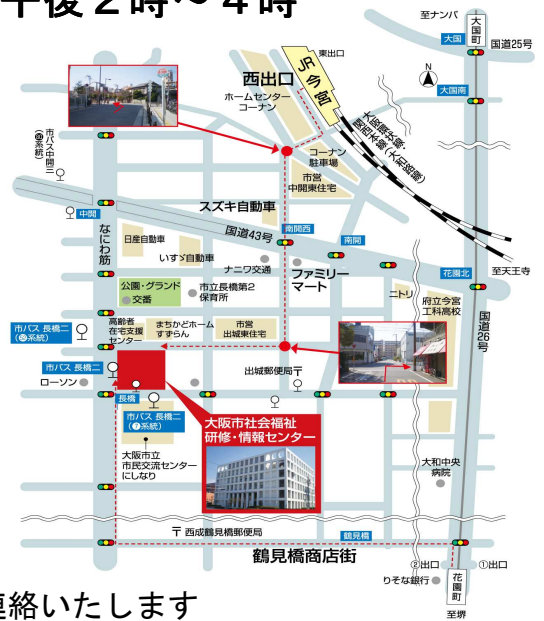 午後２時～４時
至ナンバ
大国町
大国
国道25号
東出口
JR今宮
西出口
N
大国南
ホームセンター
コーナン
大阪環状線・
関西本線(大和路線)
市バス中開三
コーナン
駐車場
市営
中開東住宅
スズキ自動車
中開
なにわ筋
国道43号
南開西
南開
日産自動車
いすゞ自動車
ナニワ交通
ファミリー
マート
花園北
至天王寺
公園・グランド
交番
市立長橋第2
保育所
ニトリ
府立今宮
工科高校
国道26号
市バス 長橋二
高齢者
在宅支援
センター
まちかどホーム
すずらん
市営
出城東住宅
市バス 長橋二
出城郵便局〒
ローソン
長橋
市バス 長橋二
(❼系統)
大阪市社会福祉
研修・情報センター
大阪市立
市民交流センター
にしなり
大和中央
病院
〒西成鶴見橋郵便局
鶴見橋
鶴見橋商店街
②出口
①出口
りそな銀行
花園町
至堺
連絡いたします